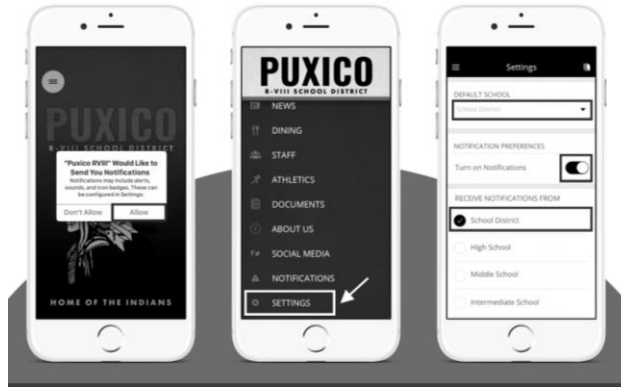 PUXICO
R-VIII SCHOOL DISTRICT
"Puxico RVIII" Would Like to
Send You Notifications
Notifications may include alerts,
sounds, and icon badges. These can
be configured in Settings.
Don't Allow
Allow
HOME OF THE INDIANS
PUXICO
R-VIII SCHOOL DISTRICT
NEWS
DINING
STAFF
ATHLETICS
DOCUMENTS
ABOUT US
SOCIAL MEDIA
NOTIFICATIONS
SETTINGS
Settings
DEFAULT SCHOOL
School District
NOTIFICATION PREFERENCES
Turn on Notifications
RECEIVE NOTIFICATIONS FROM
School District
High School
Middle School
Intermediate School